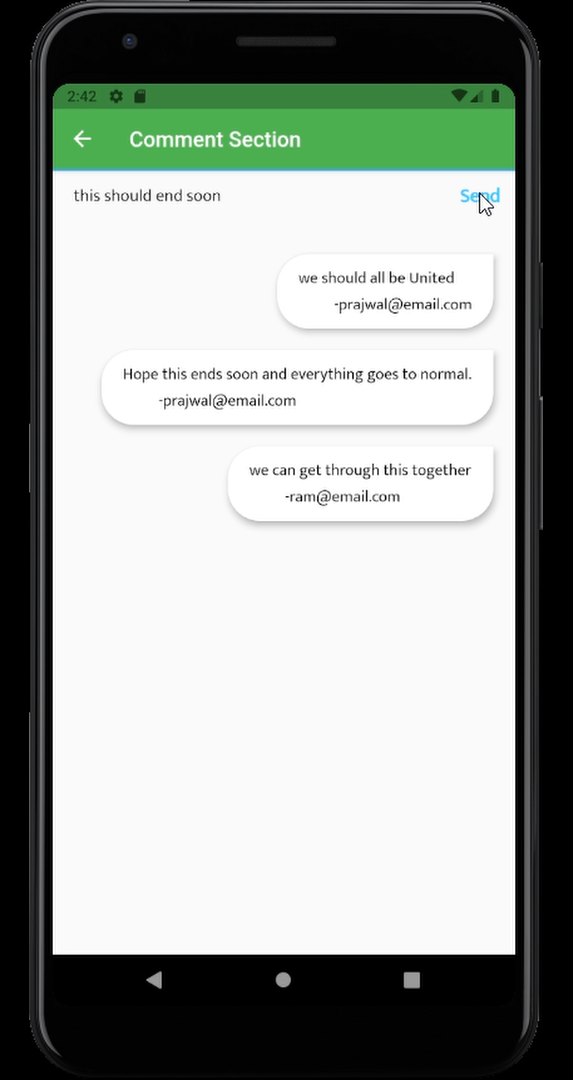 2:42
Comment Section
this should end soon
Send
we should all be United
-prajwal@email.com
Hope this ends soon and everything goes to normal.
-prajwal@email.com
we can get through this together
-ram@email.com